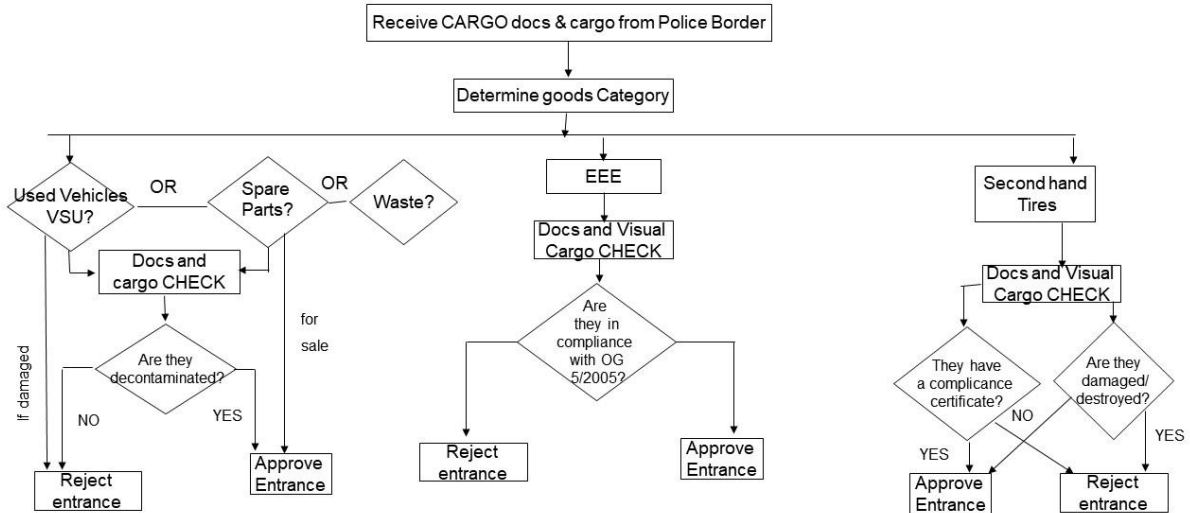 Receive CARGO docs & cargo from Police Border
Determine goods Category
Used Vehicles
VSU?
OR
Spare
Parts?
OR
Waste?
EEE
Second hand
Tires
Docs and
cargo CHECK
Docs and Visual
Cargo CHECK
Docs and Visual
Cargo CHECK
If damaged
Are they
decontaminated?
for
sale
NO
YES
Are
they in
compliance
with OG
5/2005?
They have
a complicance
certificate?
Are they
damaged/
destroyed?
NO
YES
YES
Reject
entrance
Approve
Entrance
Reject
entrance
Approve
Entrance
Approve
Entrance
Reject
entrance